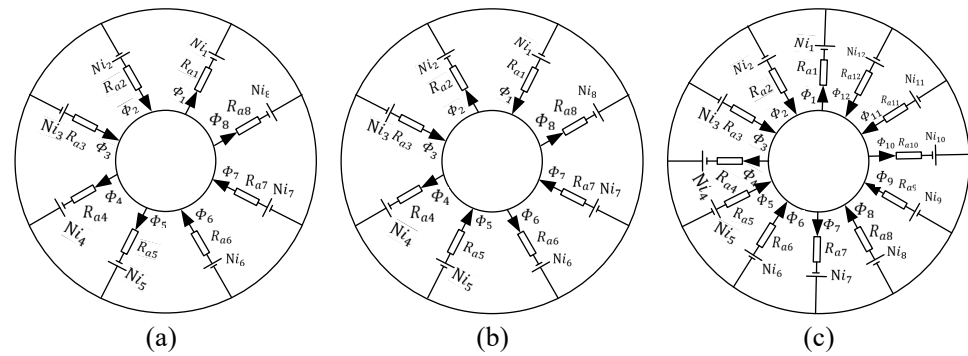 Ni₁
Rₐ₁
Φ₁
Ni₂
Rₐ₂
Φ₂
Ni₃
Rₐ₃
Φ₃
Ni₄
Rₐ₄
Φ₄
Ni₅
Rₐ₅
Φ₅
Ni₆
Rₐ₆
Φ₆
Ni₇
Rₐ₇
Φ₇
Ni₈
Rₐ₈
Φ₈
(a)
Ni₁
Rₐ₁
Φ₁
Ni₂
Rₐ₂
Φ₂
Ni₃
Rₐ₃
Φ₃
Ni₄
Rₐ₄
Φ₄
Ni₅
Rₐ₅
Φ₅
Ni₆
Rₐ₆
Φ₆
Ni₇
Rₐ₇
Φ₇
Ni₈
Rₐ₈
Φ₈
(b)
Ni₁
Rₐ₁
Φ₁
Ni₂
Rₐ₂
Φ₂
Ni₃
Rₐ₃
Φ₃
Ni₄
Rₐ₄
Φ₄
Ni₅
Rₐ₅
Φ₅
Ni₆
Rₐ₆
Φ₆
Ni₇
Rₐ₇
Φ₇
Ni₈
Rₐ₈
Φ₈
Ni₉
Rₐ₉
Φ₉
Ni₁₀
Rₐ₁₀
Φ₁₀
Ni₁₁
Rₐ₁₁
Φ₁₁
Ni₁₂
Rₐ₁₂
Φ₁₂
(c)